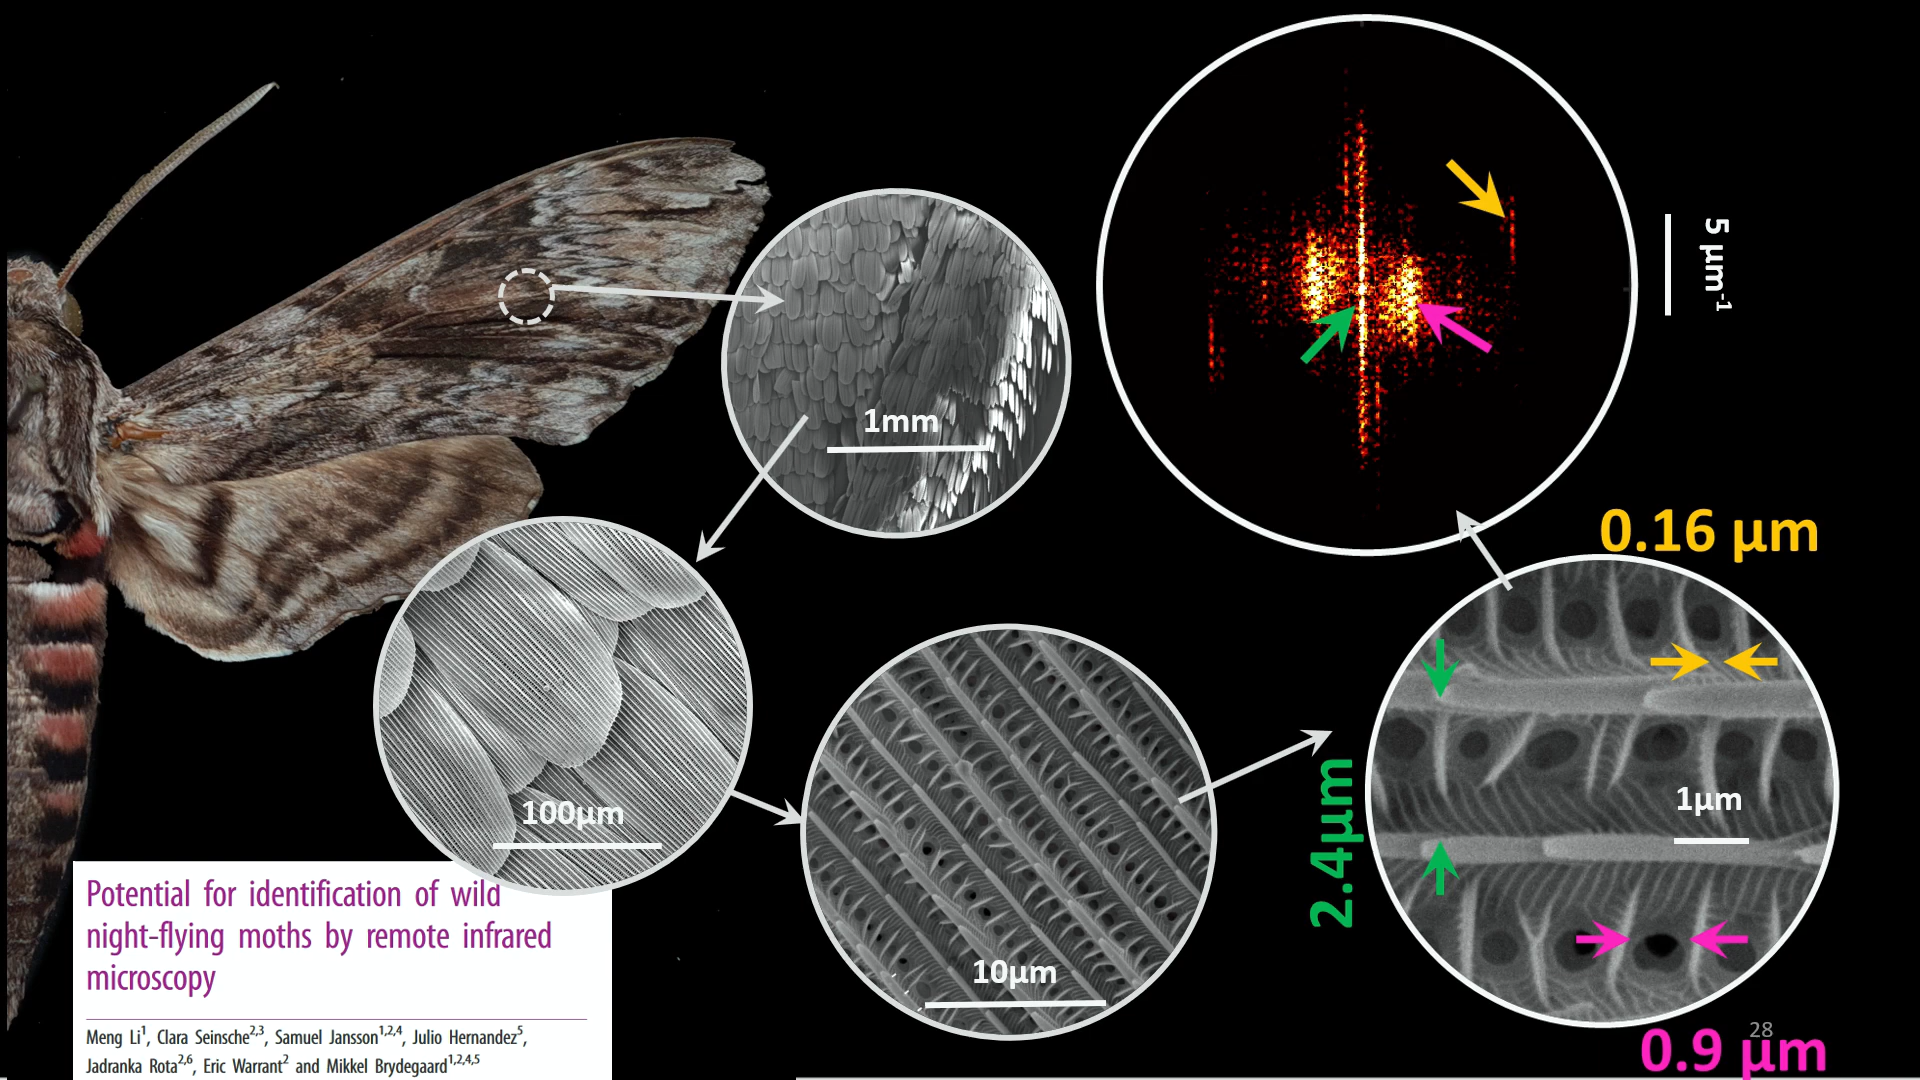 1mm
5 µm-1
0.16 µm
100µm
10µm
2.4µm
1µm
0.9 µm
28
Potential for identification of wild
night-flying moths by remote infrared
microscopy
Meng Li1, Clara Seinsche2,3, Samuel Jansson1,2,4, Julio Hernandez5,
Jadranka Rota2,6, Eric Warrant2 and Mikkel Brydegaard1,2,4,5